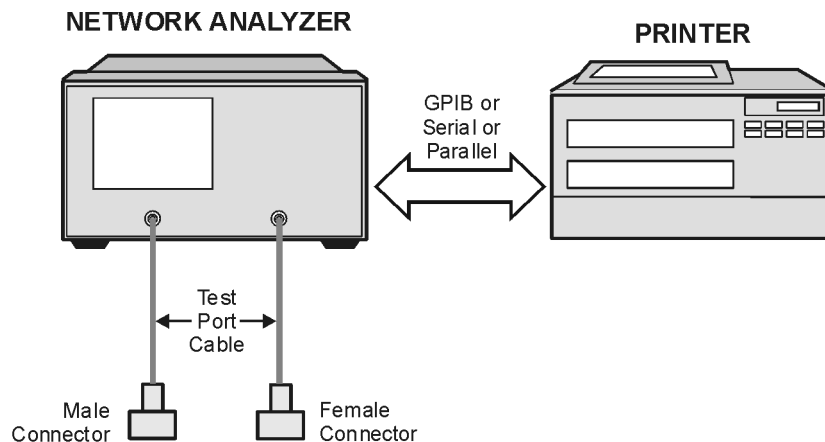 NETWORK ANALYZER
PRINTER
GPIB or
Serial or
Parallel
Test
Port
Cable
Male
Connector
Female
Connector